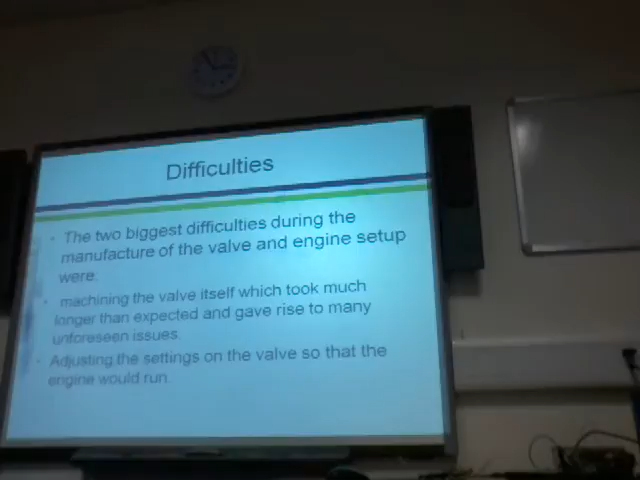 Difficulties
• The two biggest difficulties during the
manufacture of the valve and engine setup
were.
• machining the valve itself which took much
longer than expected and gave rise to many
unforeseen issues.
• Adjusting the settings on the valve so that the
engine would run.